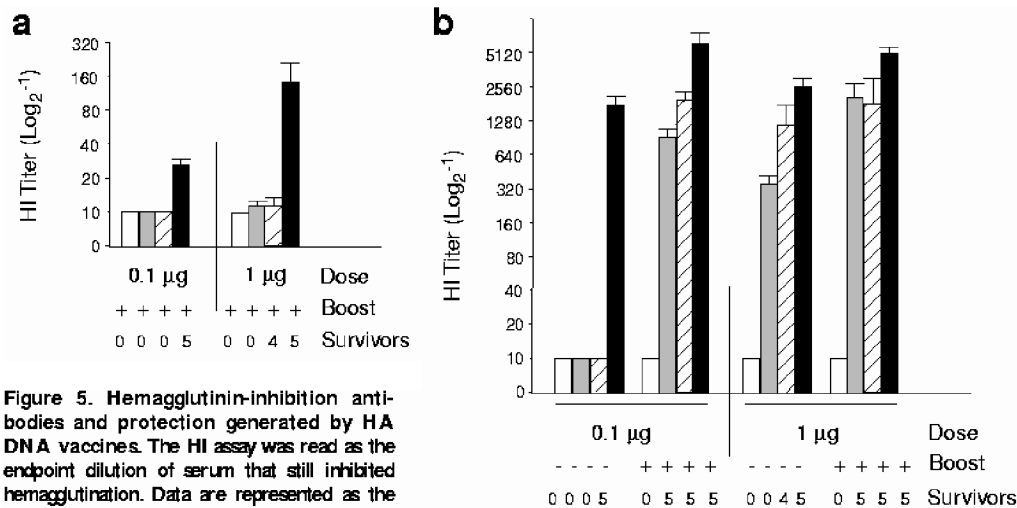 a
320
160
80
40
20
10
0
HI Titer (Log2-1)
0.1 µg 1 µg Dose
+ + + + + + + + Boost
0 0 0 5 0 0 4 5 Survivors
Figure 5. Hemagglutinin-inhibition anti-
bodies and protection generated by HA
DNA vaccines. The HI assay was read as the
endpoint dilution of serum that still inhibited
hemagglutination. Data are represented as the
b
5120
2560
1280
640
320
160
80
40
20
10
0
HI Titer (Log2-1)
0.1 µg 1 µg Dose
- - - - + + + + - - - - + + + + Boost
0 0 0 5 0 5 5 5 0 0 4 5 0 5 5 5 Survivors